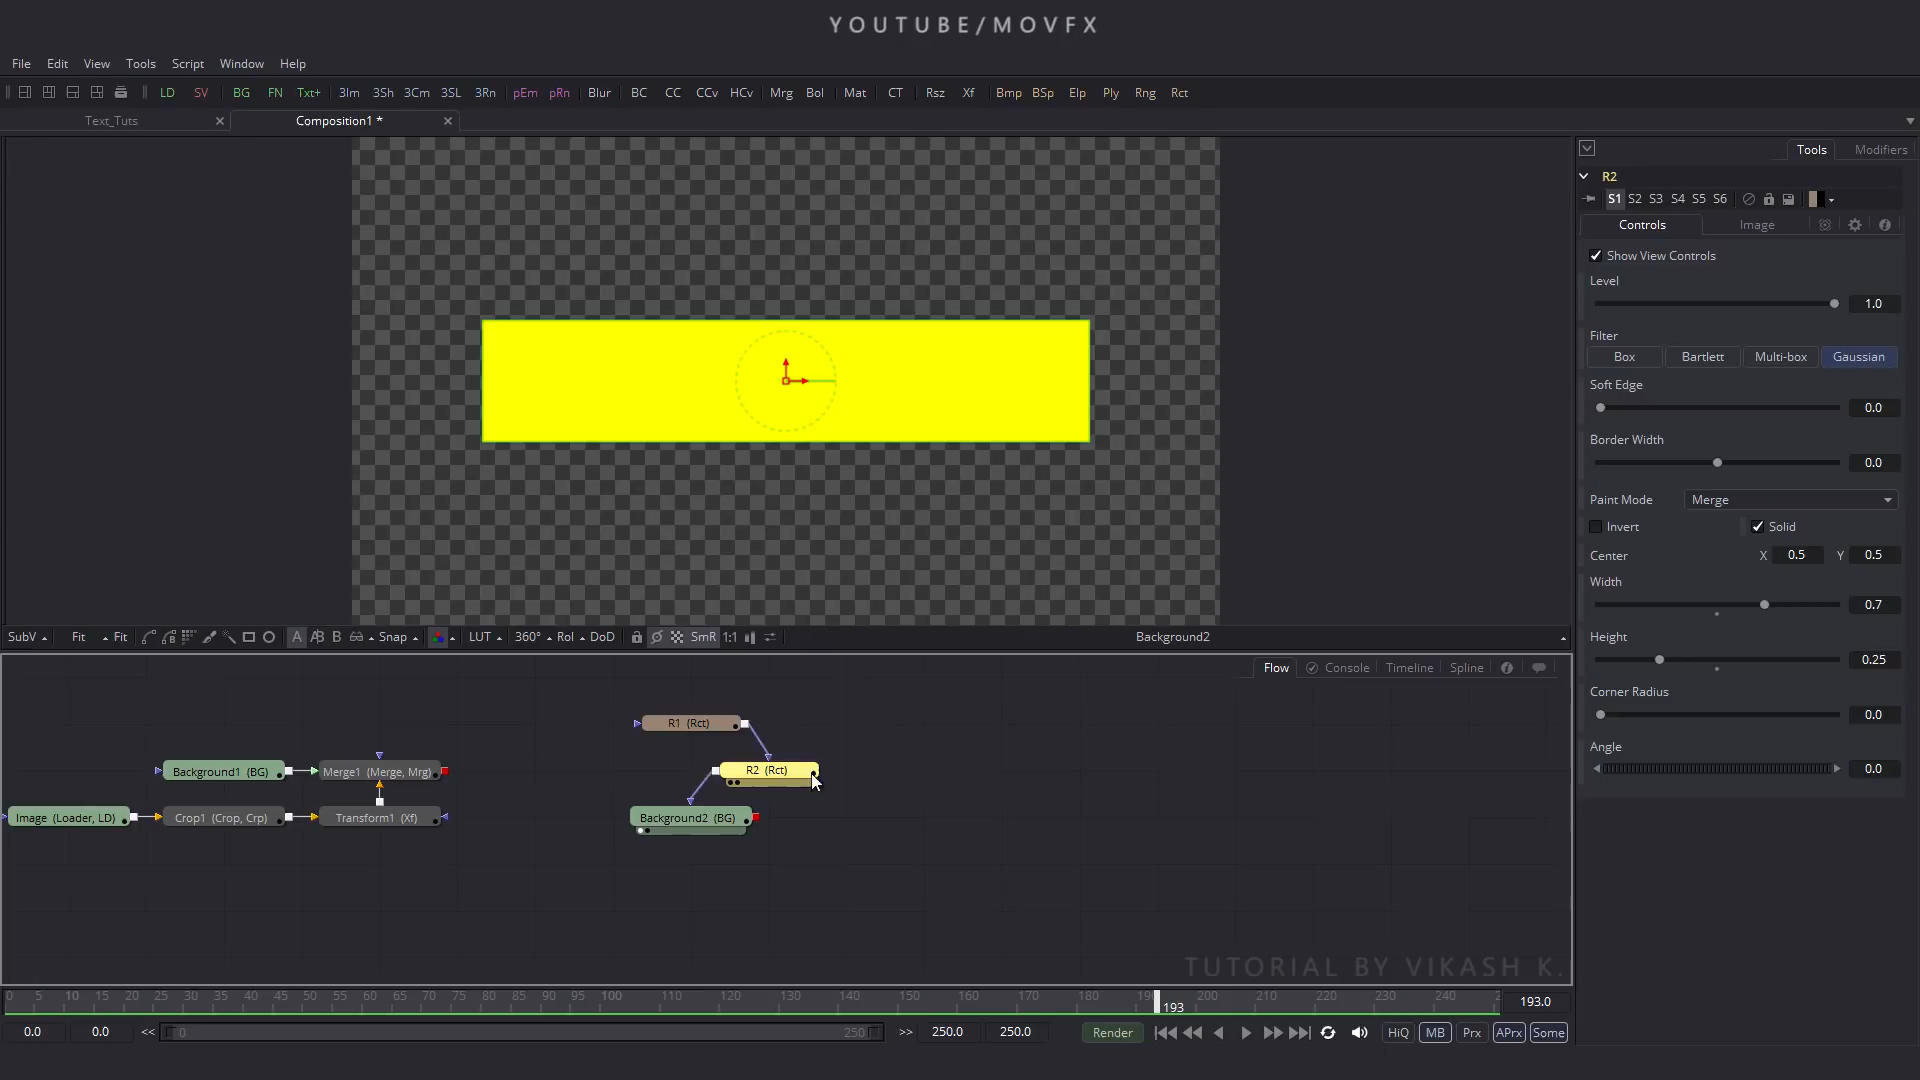 YOUTUBE/MOVFX
File Edit View Tools Script Window Help
LD SV BG FN Txt+ 3Im 3Sh 3Cm 3SL 3Rn pEm pRn Blur BC CC CCv HCv Mrg Bol Mat CT Rsz Xf Bmp BSp Elp Ply Rng Rct
Text_Tuts Composition1 *
Tools Modifiers
R2
S1 S2 S3 S4 S5 S6
Controls Image
Show View Controls
Level
1.0
Filter
Box Bartlett Multi-box Gaussian
Soft Edge
0.0
Border Width
0.0
Paint Mode Merge
Invert Solid
Center X 0.5 Y 0.5
Width
0.7
Height
0.25
Corner Radius
0.0
Angle
0.0
SubV Fit Fit A B Snap LUT 360° RoI DoD SmR 1:1 Background2
Flow Console Timeline Spline
R1 (Rct)
Background1 (BG) Merge1 (Merge, Mrg) R2 (Rct)
Image (Loader, LD) Crop1 (Crop, Crp) Transform1 (Xf) Background2 (BG)
TUTORIAL BY VIKASH K.
0 5 10 15 20 25 30 35 40 45 50 55 60 65 70 75 80 85 90 95 100 110 120 130 140 150 160 170 180 193 200 210 220 230 240 193.0
0.0 0.0 << 0 250 >> 250.0 250.0 Render HiQ MB Prx APrx Some